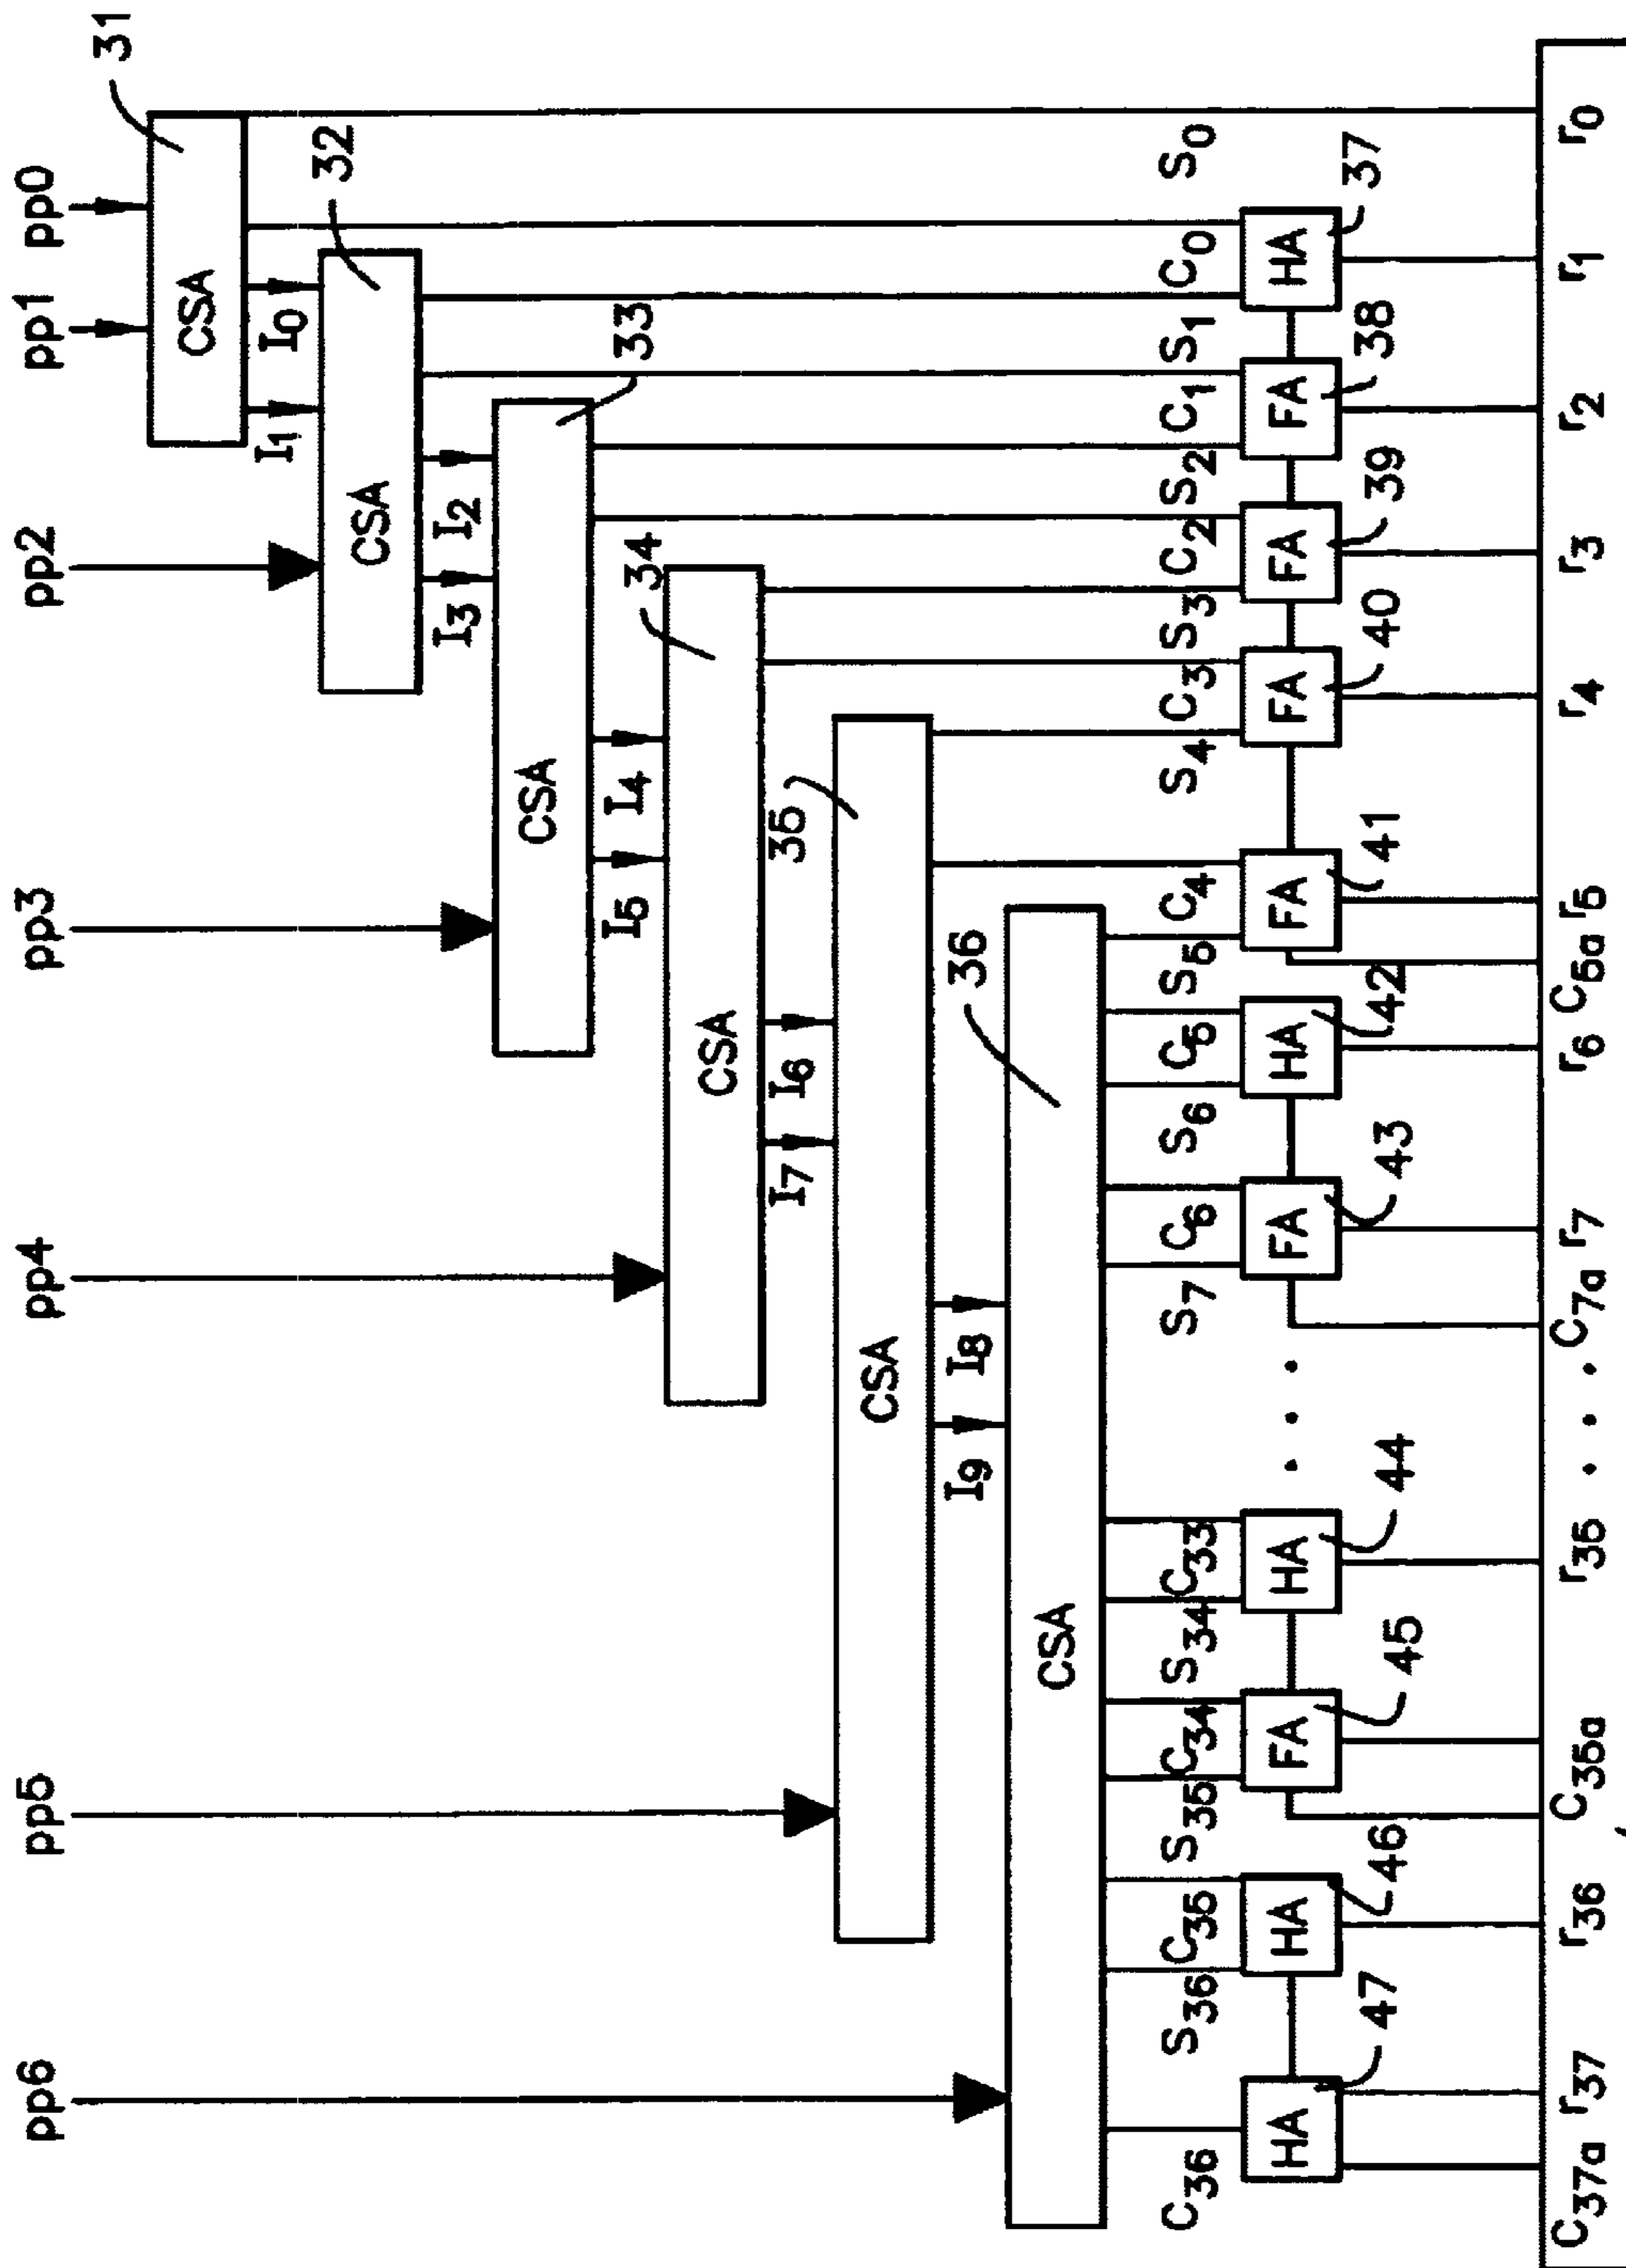 pp6 pp5 pp4 pp3 pp2 pp1 pp0
31
CSA
I1 I0 32
CSA
I3 I2
CSA 33
I5 I4 34
CSA
I7 I6 35
CSA
I9 I8 36
CSA
C36 S36 C35 S35 C34 S34 C33 S7 C6 S6 C5 S5 C4 S4 C3 S3 C2 S2 C1 S1 C0 S0
HA HA FA HA . . . FA HA FA FA FA FA HA
47 46 45 44 43 42 41 40 39 38 37
C37a r37 r36 C35a r35 . . . C7a r7 r6 C5a r5 r4 r3 r2 r1 r0